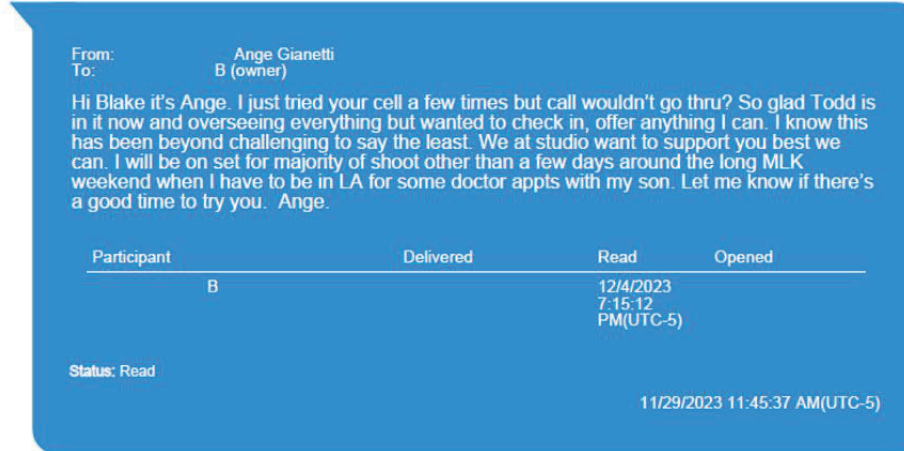 From: Ange Gianetti
To: B (owner)
Hi Blake it's Ange. I just tried your cell a few times but call wouldn't go thru? So glad Todd is
in it now and overseeing everything but wanted to check in, offer anything I can. I know this
has been beyond challenging to say the least. We at studio want to support you best we
can. I will be on set for majority of shoot other than a few days around the long MLK
weekend when I have to be in LA for some doctor appts with my son. Let me know if there's
a good time to try you.  Ange.
Participant Delivered Read Opened
B 12/4/2023
7:15:12
PM(UTC-5)
Status: Read
11/29/2023 11:45:37 AM(UTC-5)